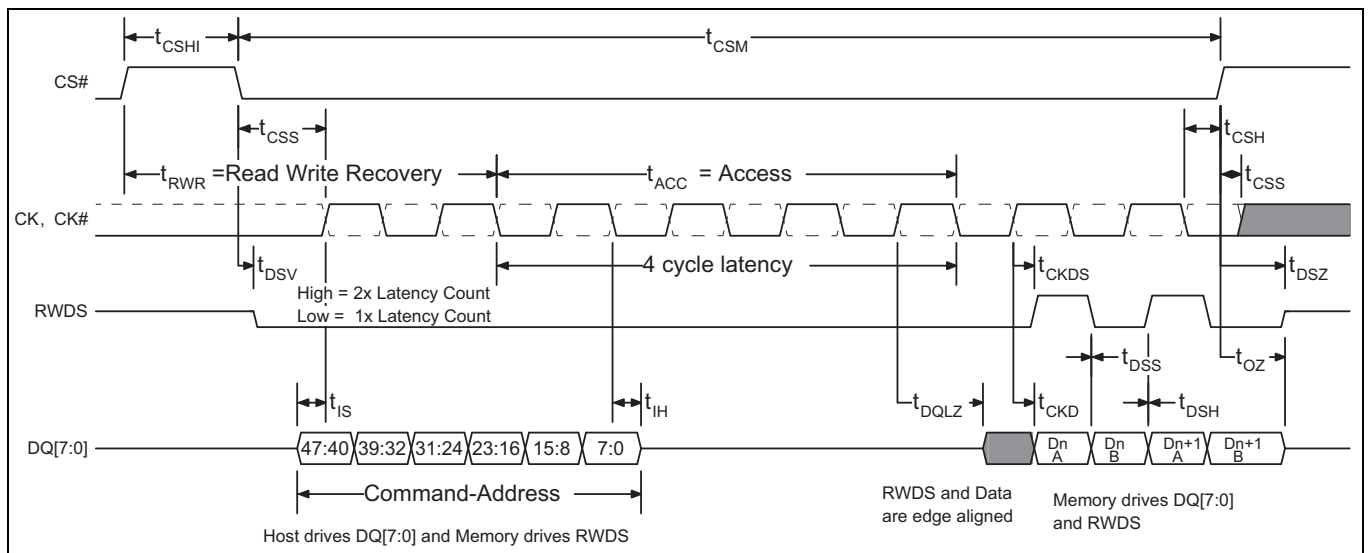 tCSHI
tCSM
CS#
tCSS
tCSH
tRWR =Read Write Recovery
tACC = Access
tCSS
CK, CK#
tDSV
4 cycle latency
tCKDS
tDSZ
High = 2x Latency Count
Low = 1x Latency Count
RWDS
tDSS
tOZ
tIS
tIH
tDQLZ
tCKD
tDSH
DQ[7:0]
47:40 39:32 31:24 23:16 15:8 7:0
Dn A
Dn B
Dn+1 A
Dn+1 B
Command-Address
RWDS and Data
are edge aligned
Memory drives DQ[7:0]
and RWDS
Host drives DQ[7:0] and Memory drives RWDS